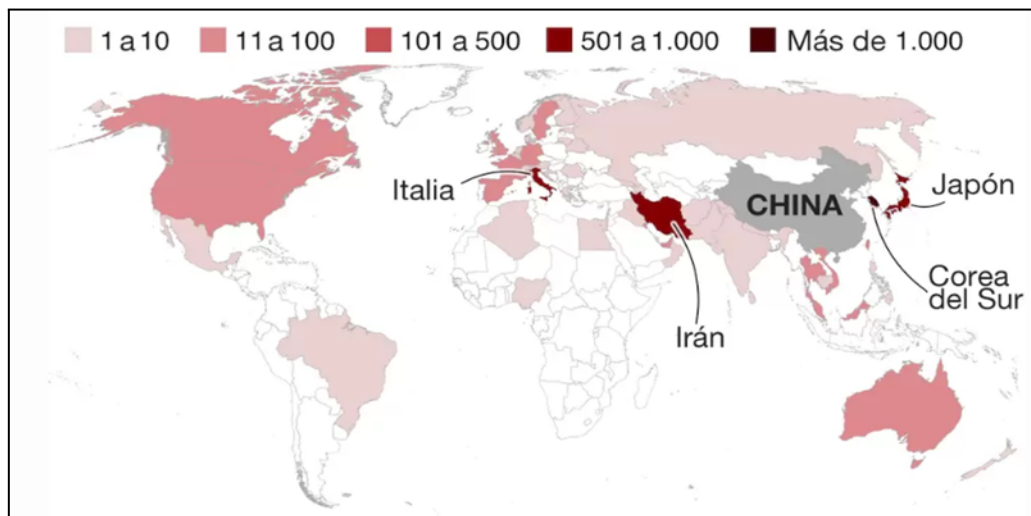 1 a 10 11 a 100 101 a 500 501 a 1.000 Más de 1.000
Italia
CHINA
Japón
Corea
del Sur
Irán